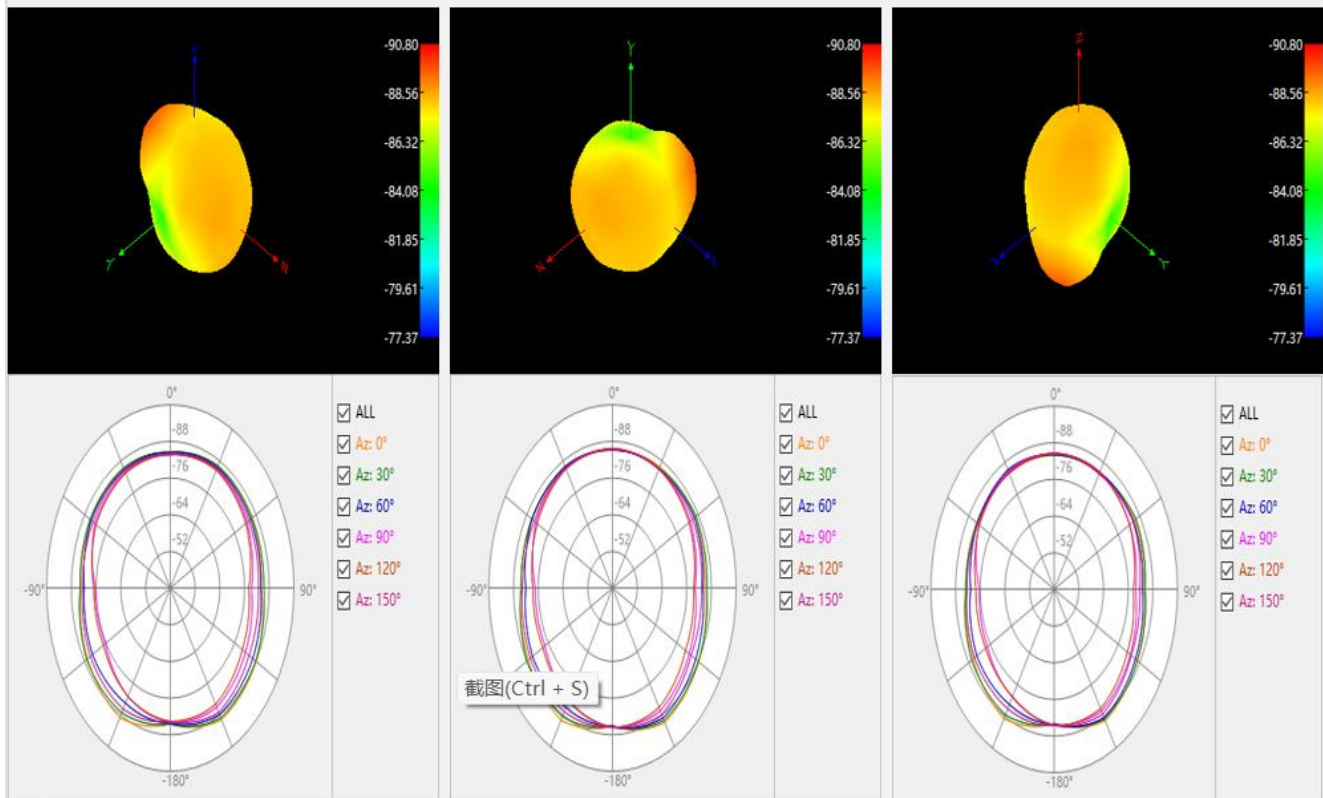 -90.80
-88.56
-86.32
-84.08
-81.85
-79.61
-77.37
Y
-90.80
-88.56
-86.32
-84.08
-81.85
-79.61
-77.37
Y
Z
-90.80
-88.56
-86.32
-84.08
-81.85
-79.61
-77.37
Y
0°
-88
-76
-64
-52
-90°
90°
-180°
ALL
Az: 0°
Az: 30°
Az: 60°
Az: 90°
Az: 120°
Az: 150°
0°
-88
-76
-64
-52
-90°
90°
-180°
截图(Ctrl + S)
ALL
Az: 0°
Az: 30°
Az: 60°
Az: 90°
Az: 120°
Az: 150°
0°
-88
-76
-64
-52
-90°
90°
-180°
ALL
Az: 0°
Az: 30°
Az: 60°
Az: 90°
Az: 120°
Az: 150°